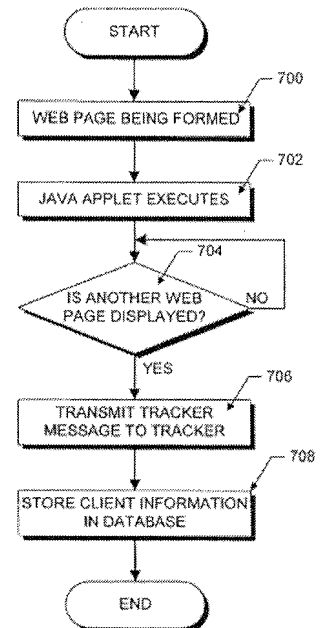 START
700
WEB PAGE BEING FORMED
702
JAVA APPLET EXECUTES
704
IS ANOTHER WEB
PAGE DISPLAYED?
NO
YES
706
TRANSMIT TRACKER
MESSAGE TO TRACKER
708
STORE CLIENT INFORMATION
IN DATABASE
END